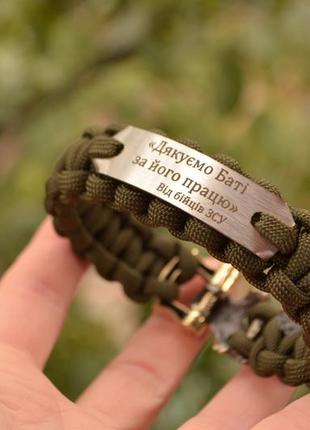 «Дякуємо Баті
за його працю»
Від бійців ЗСУ